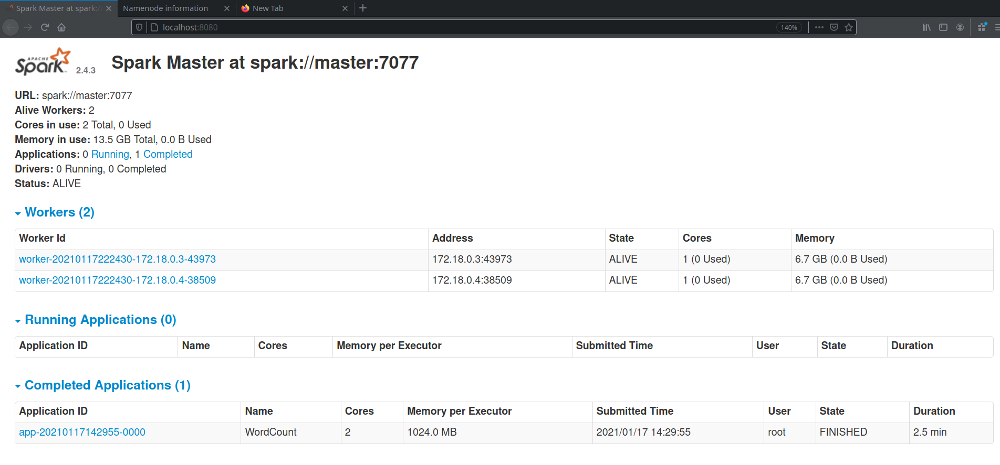 Spark Master at spark://
Namenode information
New Tab
localhost:8080
140%
APACHE
Spark™ 2.4.3
Spark Master at spark://master:7077
URL: spark://master:7077
Alive Workers: 2
Cores in use: 2 Total, 0 Used
Memory in use: 13.5 GB Total, 0.0 B Used
Applications: 0 Running, 1 Completed
Drivers: 0 Running, 0 Completed
Status: ALIVE
Workers (2)
Worker Id Address State Cores Memory
worker-20210117222430-172.18.0.3-43973 172.18.0.3:43973 ALIVE 1 (0 Used) 6.7 GB (0.0 B Used)
worker-20210117222430-172.18.0.4-38509 172.18.0.4:38509 ALIVE 1 (0 Used) 6.7 GB (0.0 B Used)
Running Applications (0)
Application ID Name Cores Memory per Executor Submitted Time User State Duration
Completed Applications (1)
Application ID Name Cores Memory per Executor Submitted Time User State Duration
app-20210117142955-0000 WordCount 2 1024.0 MB 2021/01/17 14:29:55 root FINISHED 2.5 min